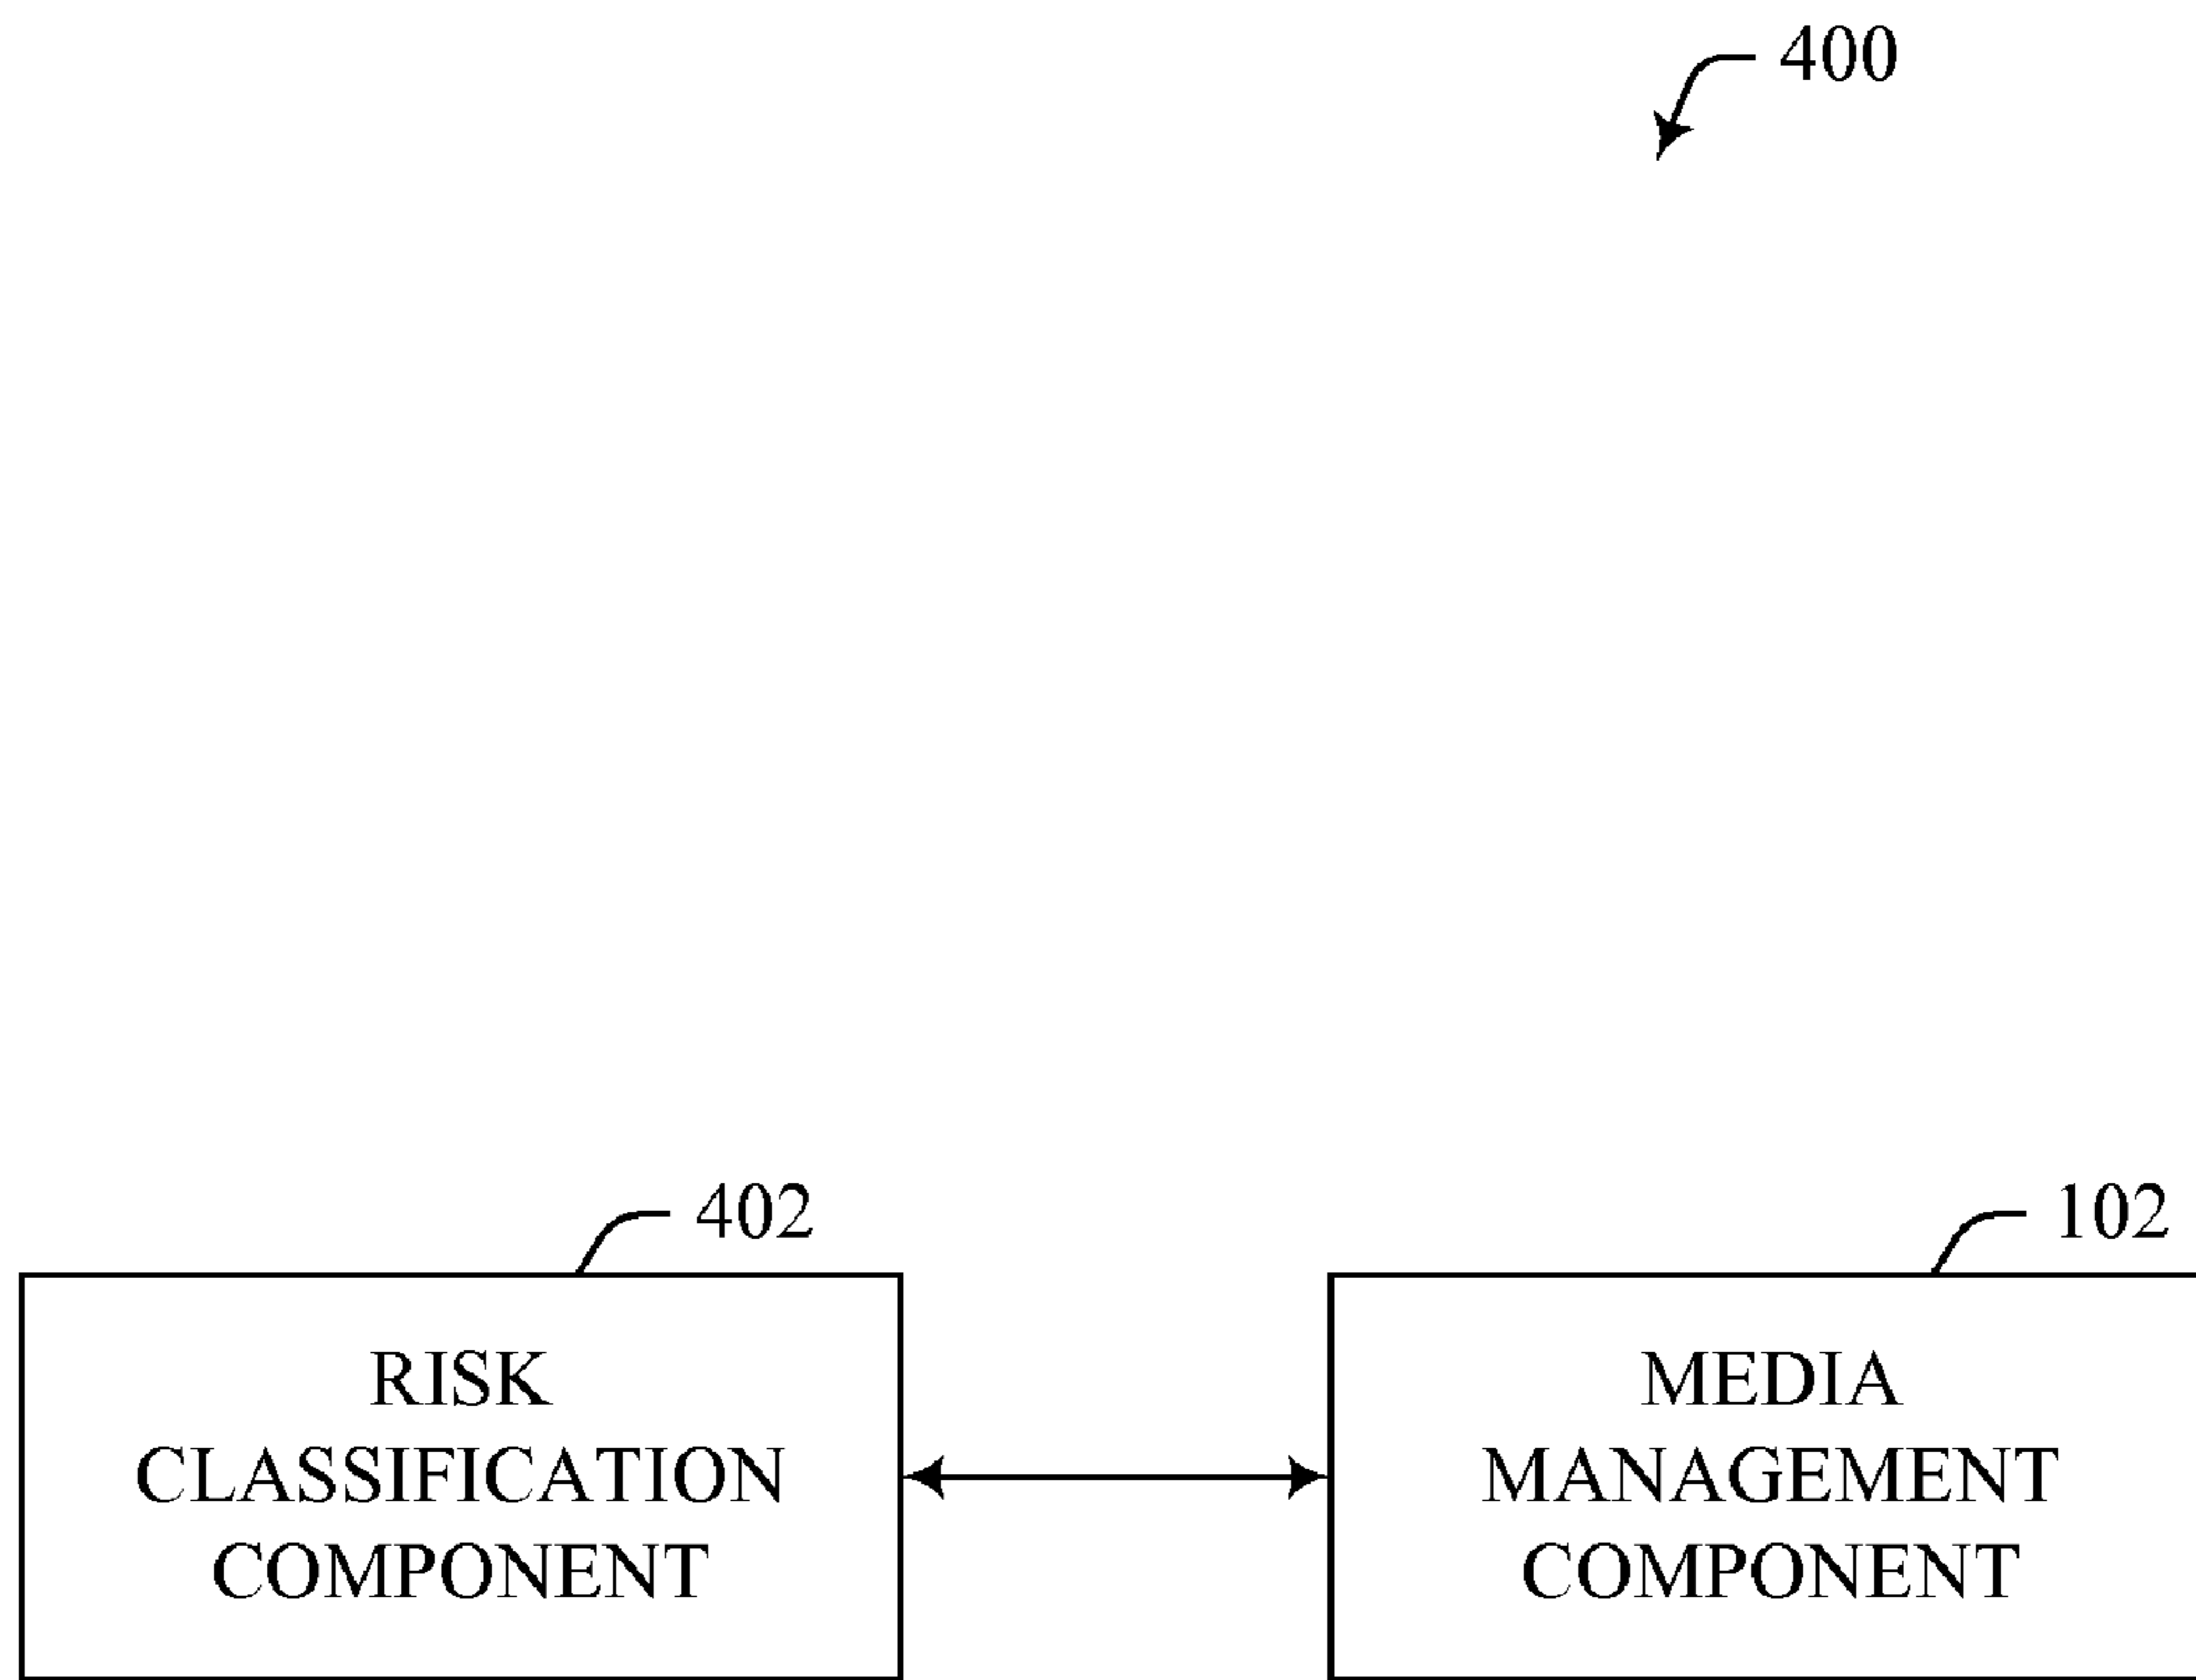 400
402
102
RISK
CLASSIFICATION
COMPONENT
MEDIA
MANAGEMENT
COMPONENT